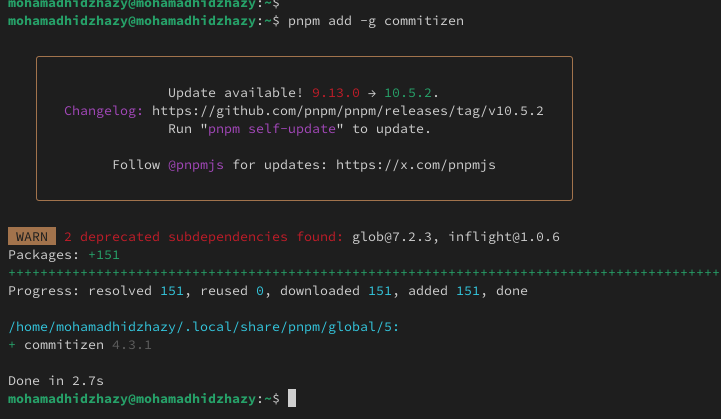 mohamadhidzhazy@mohamadhidzhazy:~$
mohamadhidzhazy@mohamadhidzhazy:~$ pnpm add -g commitizen
Update available! 9.13.0 → 10.5.2.
Changelog: https://github.com/pnpm/pnpm/releases/tag/v10.5.2
Run "pnpm self-update" to update.
Follow @pnpmjs for updates: https://x.com/pnpmjs
WARN 2 deprecated subdependencies found: glob@7.2.3, inflight@1.0.6
Packages: +151
++++++++++++++++++++++++++++++++++++++++++++++++++++++++++++++++++++++++++++++++++++++++
Progress: resolved 151, reused 0, downloaded 151, added 151, done
/home/mohamadhidzhazy/.local/share/pnpm/global/5:
+ commitizen 4.3.1
Done in 2.7s
mohamadhidzhazy@mohamadhidzhazy:~$